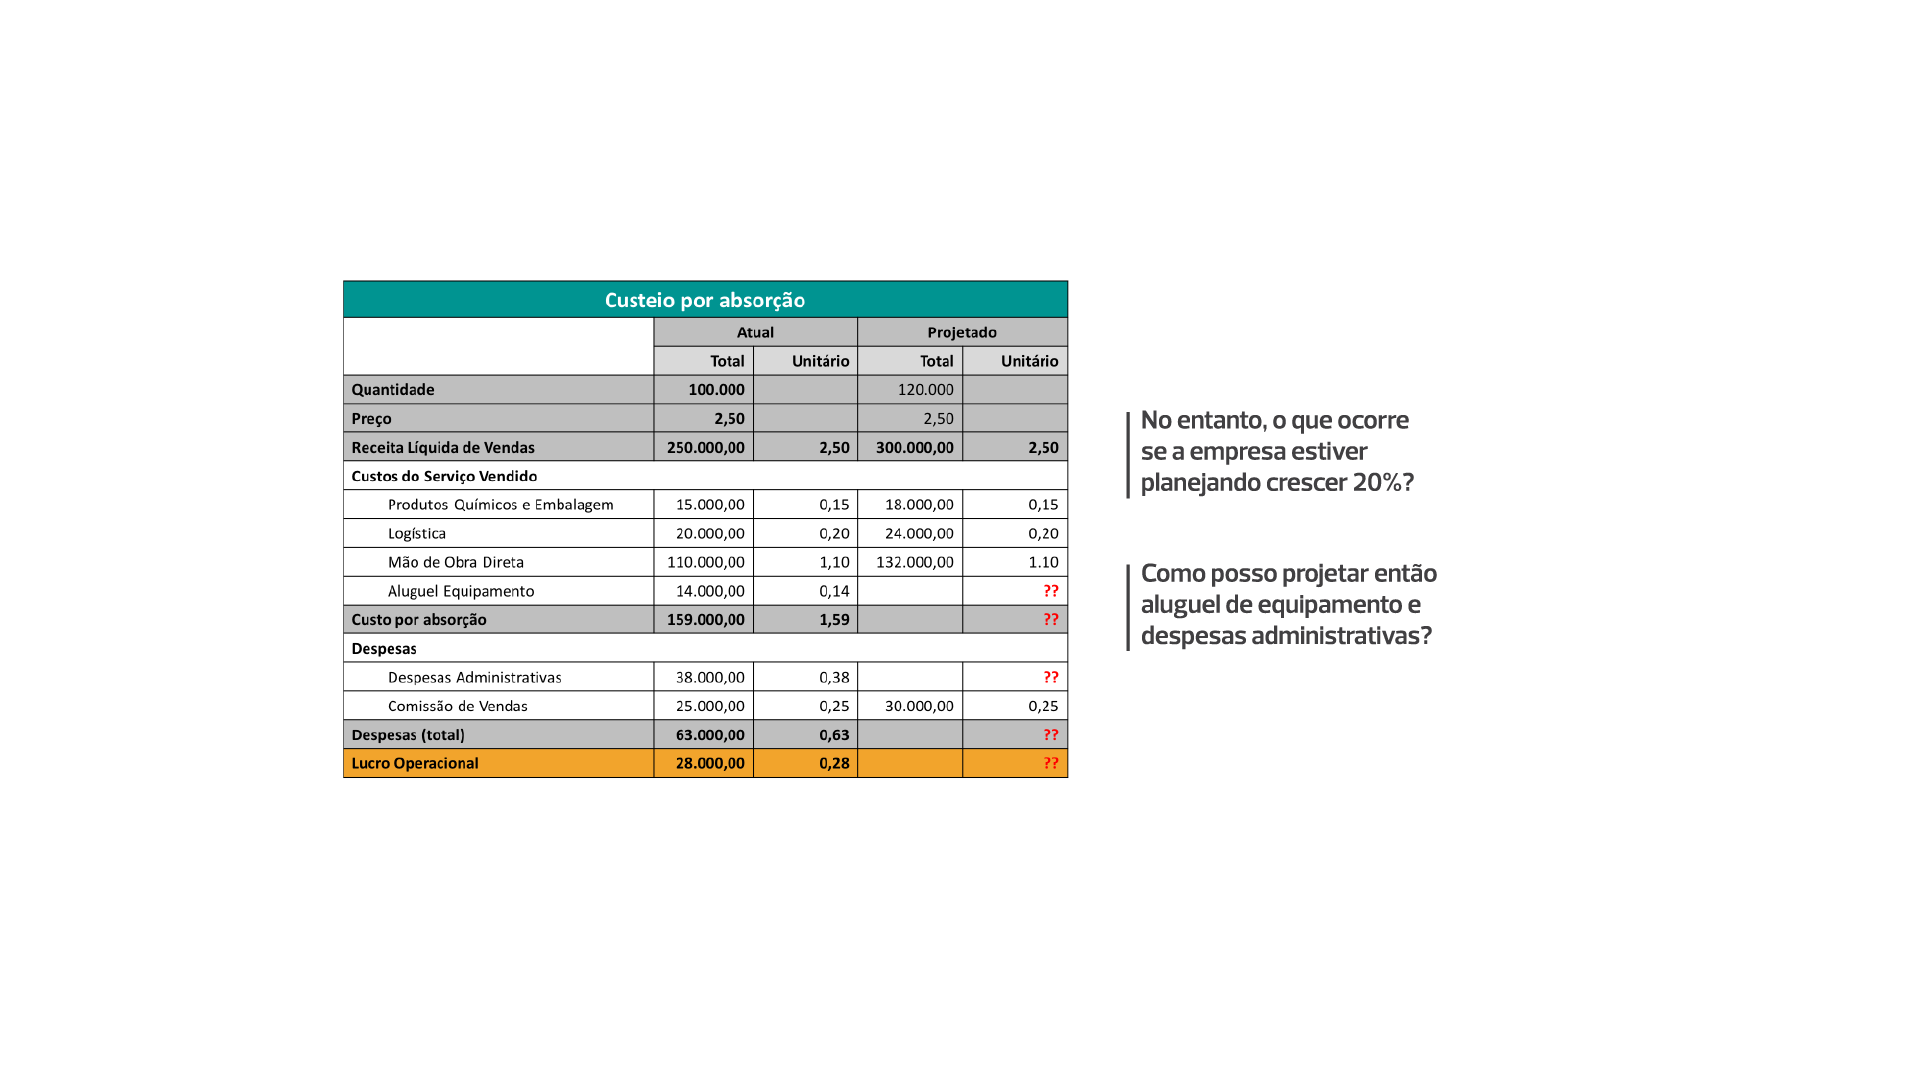 Custeio por absorção
Atual Projetado
Total Unitário Total Unitário
Quantidade 100.000 120.000
Preço 2,50 2,50
Receita Líquida de Vendas 250.000,00 2,50 300.000,00 2,50
Custos do Serviço Vendido
Produtos Químicos e Embalagem 15.000,00 0,15 18.000,00 0,15
Logística 20.000,00 0,20 24.000,00 0,20
Mão de Obra Direta 110.000,00 1,10 132.000,00 1.10
Aluguel Equipamento 14.000,00 0,14 ??
Custo por absorção 159.000,00 1,59 ??
Despesas
Despesas Administrativas 38.000,00 0,38 ??
Comissão de Vendas 25.000,00 0,25 30.000,00 0,25
Despesas (total) 63.000,00 0,63 ??
Lucro Operacional 28.000,00 0,28 ??
No entanto, o que ocorre
se a empresa estiver
planejando crescer 20%?
Como posso projetar então
aluguel de equipamento e
despesas administrativas?